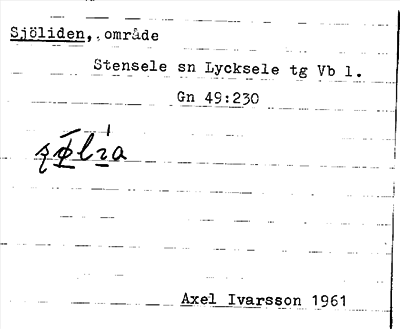 Sjöliden, område
Stensele sn Lycksele tg Vb l.
Gn 49:230
Axel Ivarsson 1961